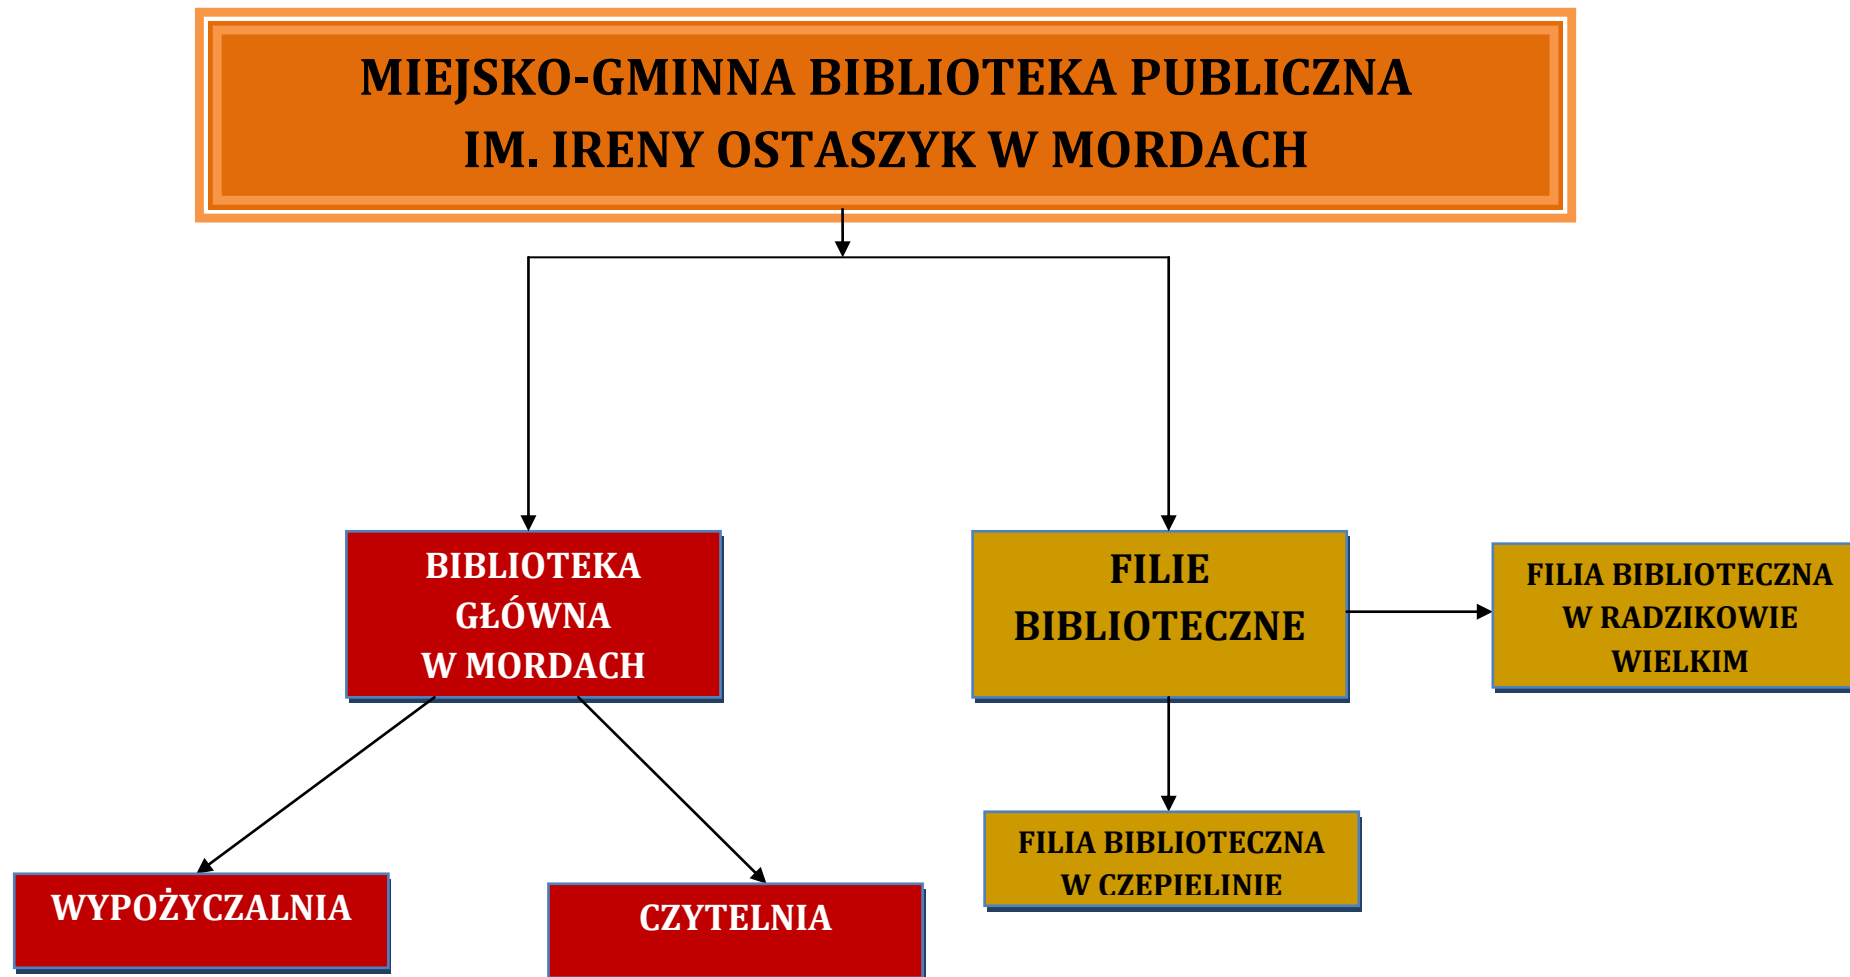 MIEJSKO-GMINNA BIBLIOTEKA PUBLICZNA
IM. IRENY OSTASZYK W MORDACH
BIBLIOTEKA
GŁÓWNA
W MORDACH
FILIE
BIBLIOTECZNE
FILIA BIBLIOTECZNA
W RADZIKOWIE
WIELKIM
FILIA BIBLIOTECZNA
W CZEPIELINIE
WYPOŻYCZALNIA
CZYTELNIA